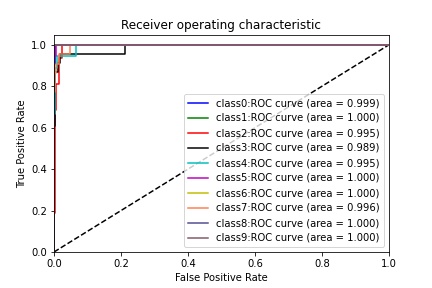 Receiver operating characteristic
1.0
0.8
0.6
0.4
0.2
0.0
True Positive Rate
class0:ROC curve (area = 0.999)
class1:ROC curve (area = 1.000)
class2:ROC curve (area = 0.995)
class3:ROC curve (area = 0.989)
class4:ROC curve (area = 0.995)
class5:ROC curve (area = 1.000)
class6:ROC curve (area = 1.000)
class7:ROC curve (area = 0.996)
class8:ROC curve (area = 1.000)
class9:ROC curve (area = 1.000)
0.0 0.2 0.4 0.6 0.8 1.0
False Positive Rate